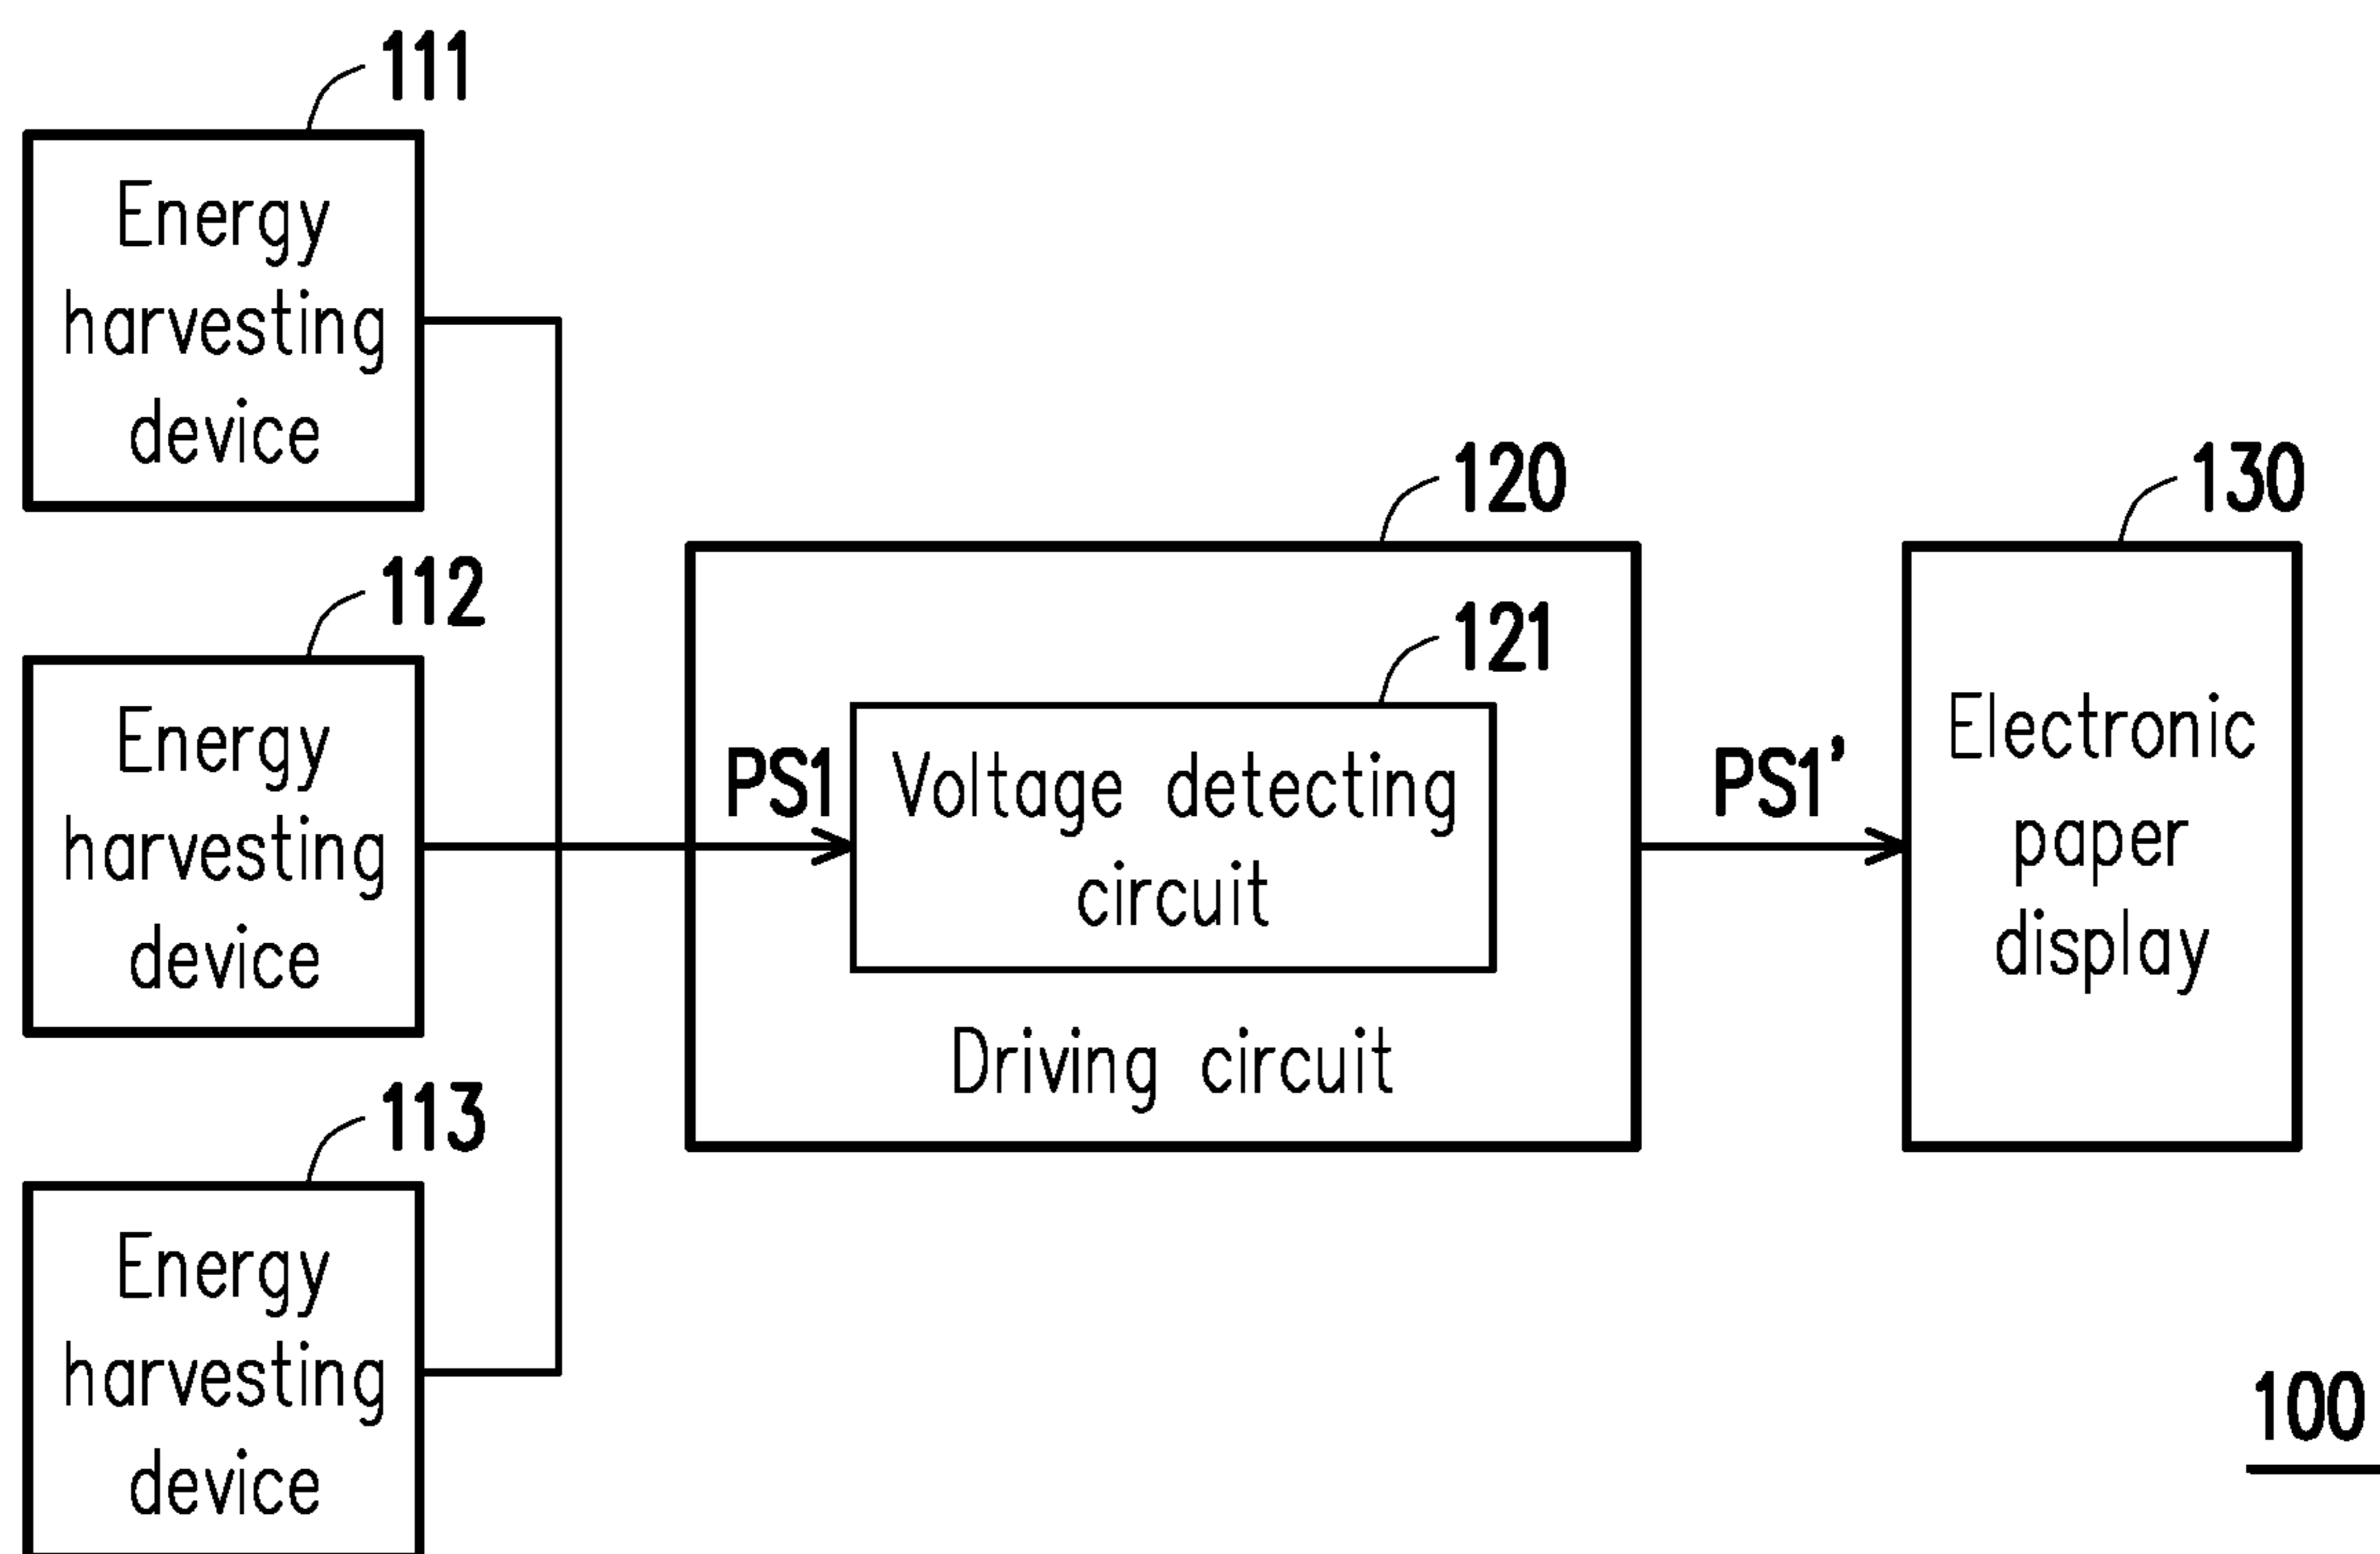 111
Energy
harvesting
device
112
Energy
harvesting
device
113
Energy
harvesting
device
120
121
PS1
Voltage detecting
circuit
Driving circuit
PS1’
130
Electronic
paper
display
100